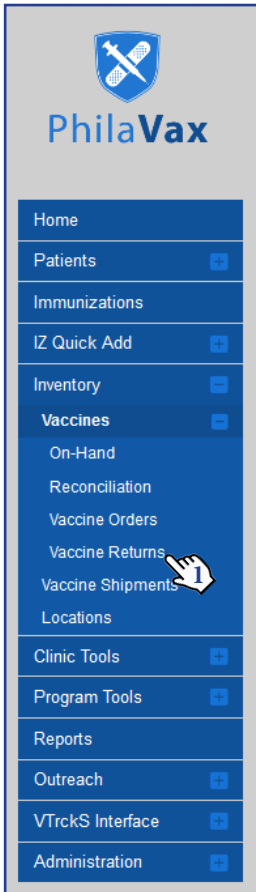 PhilaVax
Home
Patients
Immunizations
IZ Quick Add
Inventory
Vaccines
On-Hand
Reconciliation
Vaccine Orders
Vaccine Returns
1
Vaccine Shipments
Locations
Clinic Tools
Program Tools
Reports
Outreach
VTrckS Interface
Administration